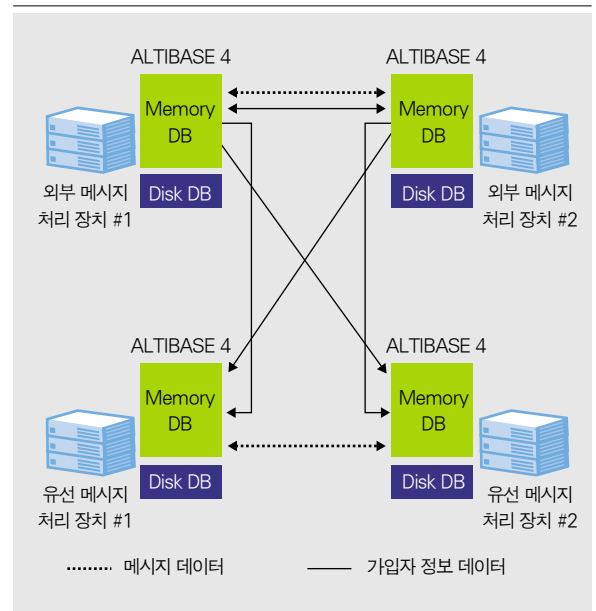 ALTIBASE 4
ALTIBASE 4
Memory
DB
Memory
DB
Disk DB
Disk DB
외부 메시지
처리 장치 #1
외부 메시지
처리 장치 #2
ALTIBASE 4
ALTIBASE 4
Memory
DB
Memory
DB
Disk DB
Disk DB
유선 메시지
처리 장치 #1
유선 메시지
처리 장치 #2
메시지 데이터
가입자 정보 데이터